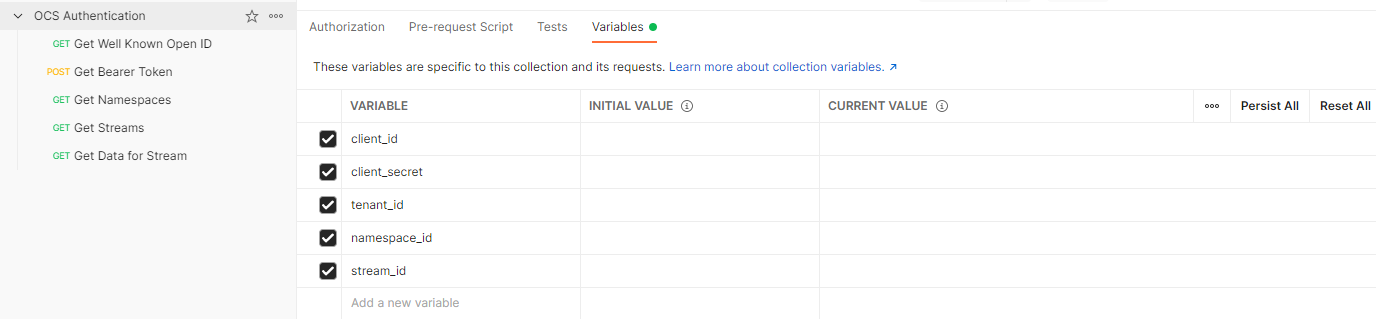 OCS Authentication
GET Get Well Known Open ID
POST Get Bearer Token
GET Get Namespaces
GET Get Streams
GET Get Data for Stream
Authorization Pre-request Script Tests Variables
These variables are specific to this collection and its requests. Learn more about collection variables. ↗
VARIABLE INITIAL VALUE CURRENT VALUE Persist All Reset All
client_id
client_secret
tenant_id
namespace_id
stream_id
Add a new variable